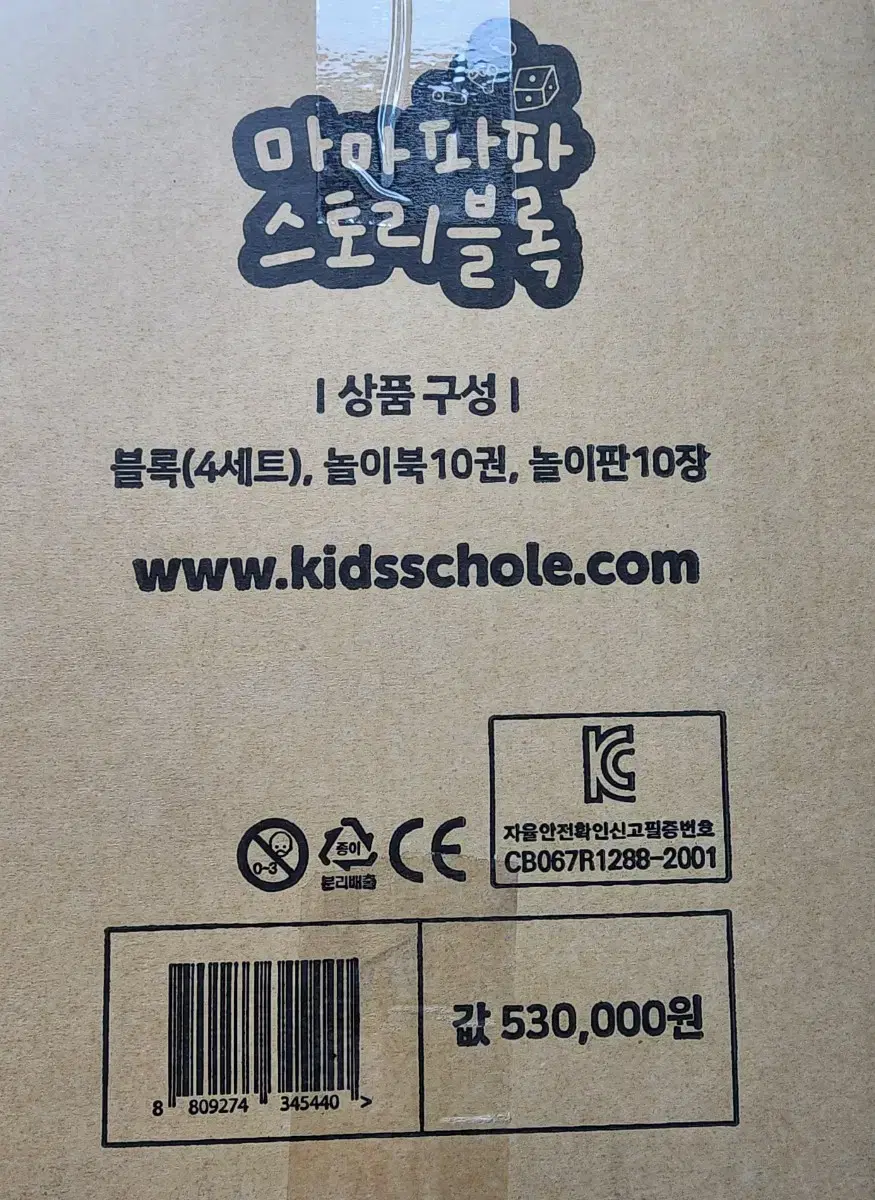 마마파파
스토리블록
| 상품 구성 |
블록(4세트), 놀이북10권, 놀이판10장
www.kidsschole.com
KC
자율안전확인신고필증번호
CB067R1288-2001
0-3
종이
분리배출
CE
값 530,000원
8 809274 345440 >